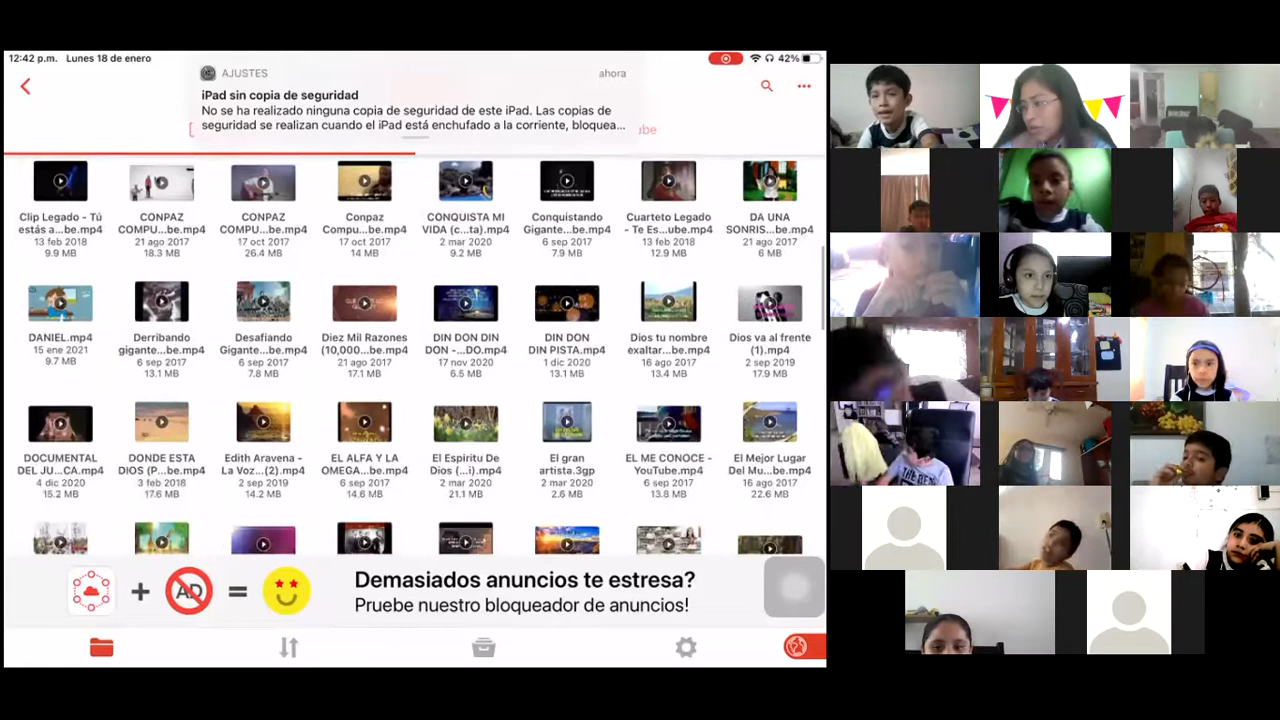 12:42 p.m. Lunes 18 de enero
42%
AJUSTES
ahora
iPad sin copia de seguridad
No se ha realizado ninguna copia de seguridad de este iPad. Las copias de
seguridad se realizan cuando el iPad está enchufado a la corriente, bloquea...
ube
Clip Legado - Tú
estás a...be.mp4
13 feb 2018
9.9 MB
CONPAZ
COMPU...be.mp4
21 ago 2017
18.3 MB
CONPAZ
COMPU...be.mp4
17 oct 2017
26.4 MB
Conpaz
Compu...be.mp4
17 oct 2017
14 MB
CONQUISTA MI
VIDA (c...ta).mp4
2 mar 2020
9.2 MB
Conquistando
Gigante...be.mp4
6 sep 2017
7.9 MB
Cuarteto Legado
- Te Es...ube.mp4
13 feb 2018
12.9 MB
DA UNA
SONRIS...be.mp4
21 ago 2017
6 MB
DANIEL.mp4
15 ene 2021
9.7 MB
Derribando
gigante...be.mp4
6 sep 2017
13.1 MB
Desafiando
Gigante...be.mp4
6 sep 2017
7.8 MB
Diez Mil Razones
(10,000...be.mp4
21 ago 2017
17.1 MB
DIN DON DIN
DON -...DO.mp4
17 nov 2020
6.5 MB
DIN DON
DIN PISTA.mp4
1 dic 2020
13.1 MB
Dios tu nombre
exaltar...be.mp4
16 ago 2017
13.4 MB
Dios va al frente
(1).mp4
2 sep 2019
17.9 MB
DOCUMENTAL
DEL JU...CA.mp4
4 dic 2020
15.2 MB
DONDE ESTA
DIOS (P...be.mp4
3 feb 2018
17.6 MB
Edith Aravena -
La Voz...(2).mp4
2 sep 2019
14.2 MB
EL ALFA Y LA
OMEGA...be.mp4
6 sep 2017
14.6 MB
El Espiritu De
Dios (...i).mp4
2 mar 2020
21.1 MB
El gran
artista.3gp
2 mar 2020
2.6 MB
EL ME CONOCE -
YouTube.mp4
6 sep 2017
13.8 MB
El Mejor Lugar
Del Mu...be.mp4
16 ago 2017
22.6 MB
AD
Demasiados anuncios te estresa?
Pruebe nuestro bloqueador de anuncios!